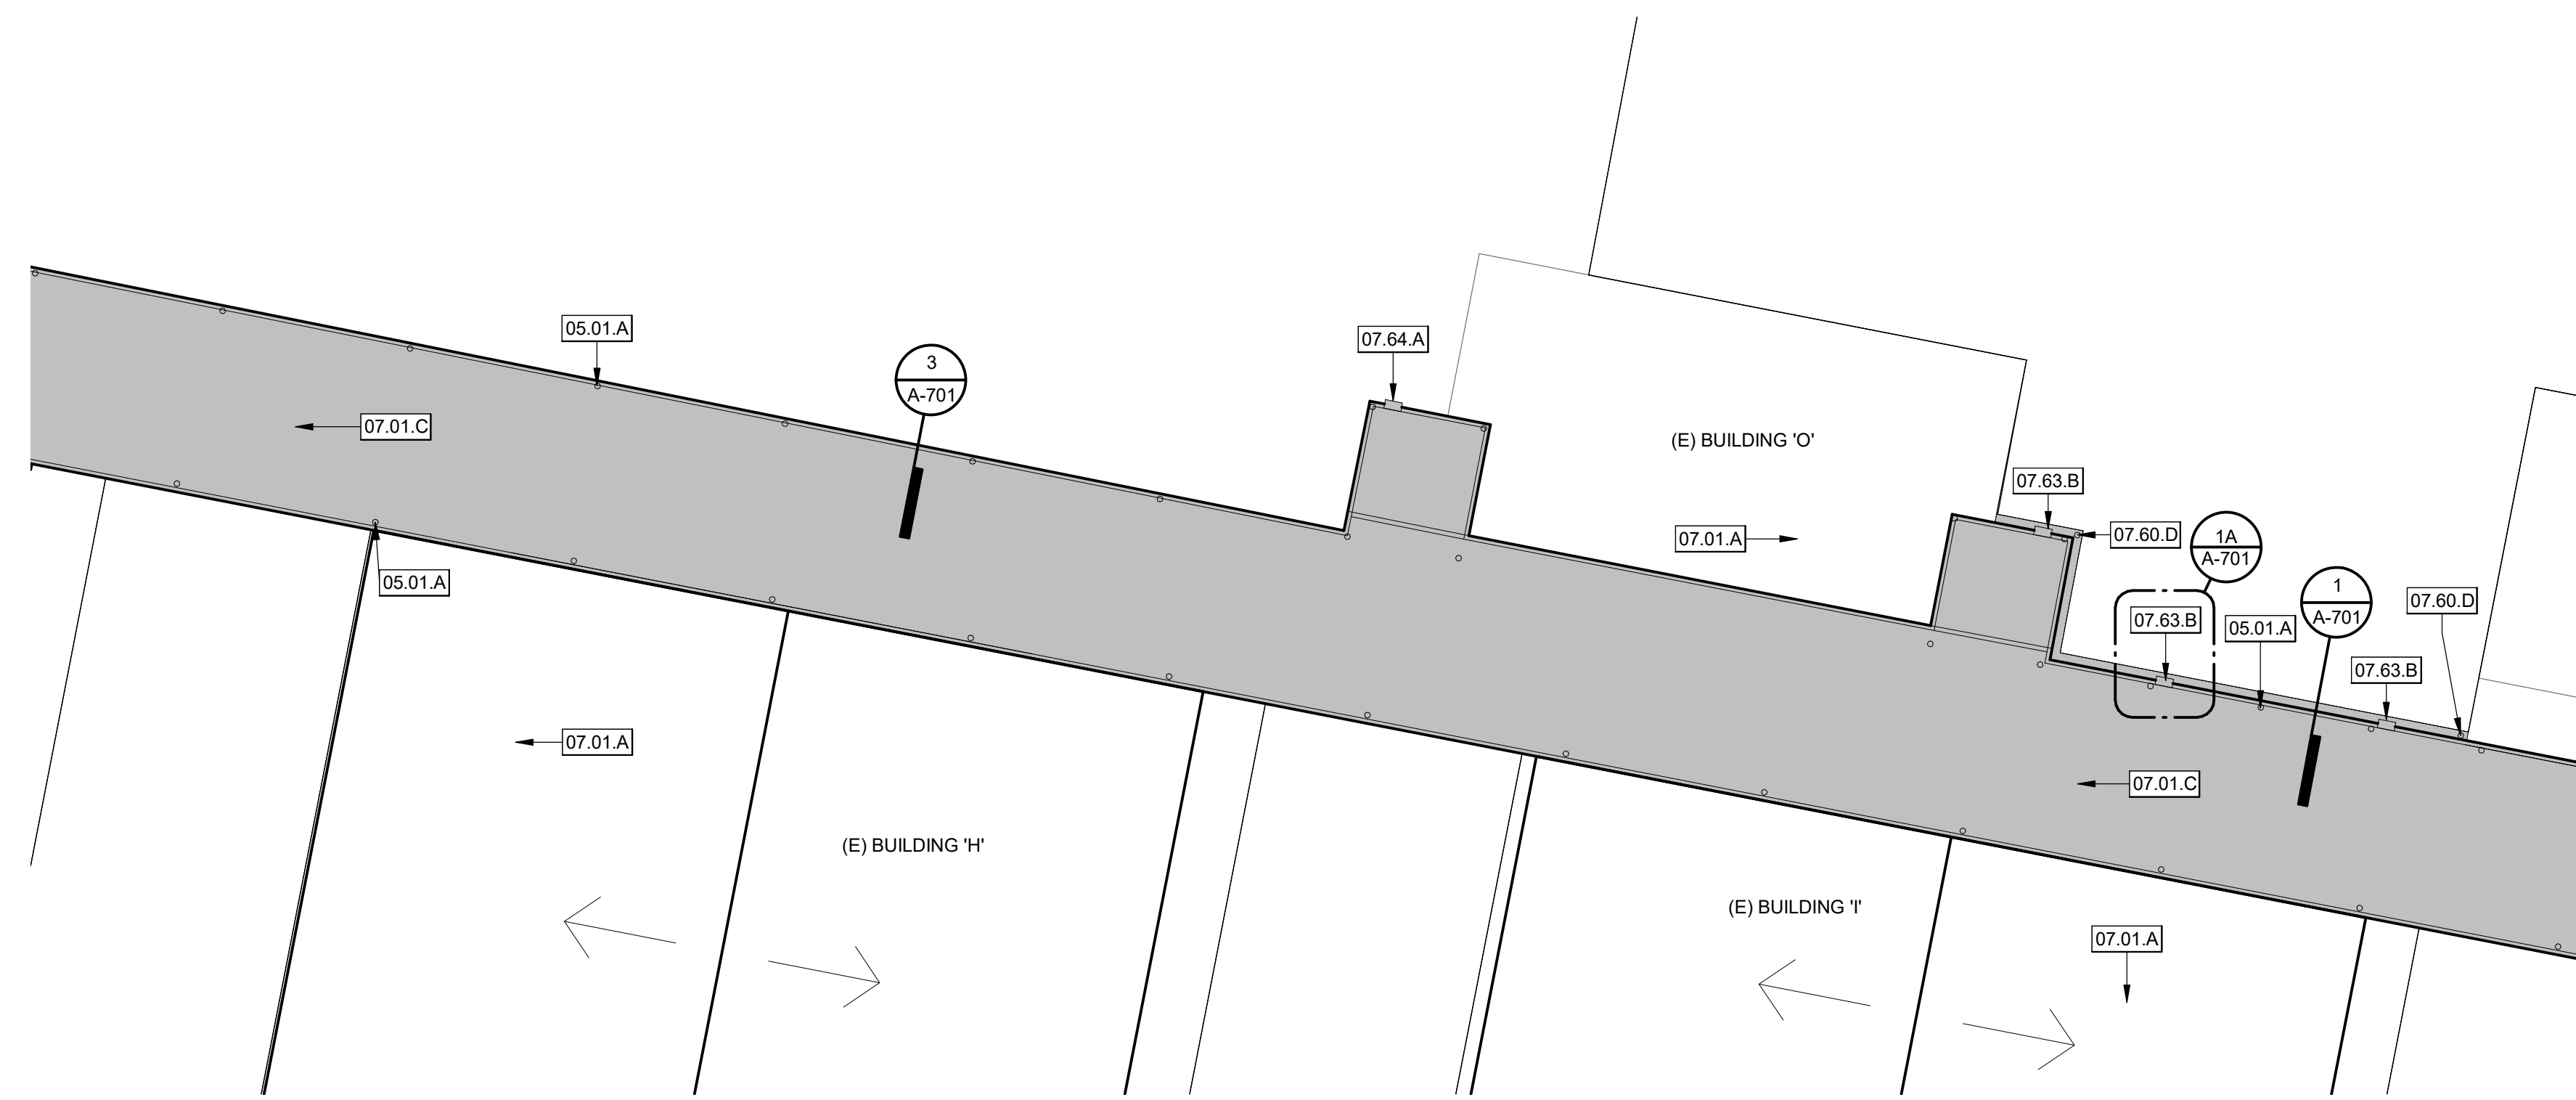 05.01.A
07.64.A
3
A-701
07.01.C
(E) BUILDING 'O'
07.63.B
07.01.A
07.60.D
1A
A-701
05.01.A
1
A-701
07.60.D
07.63.B
05.01.A
07.63.B
07.01.A
07.01.C
(E) BUILDING 'H'
(E) BUILDING 'I'
07.01.A